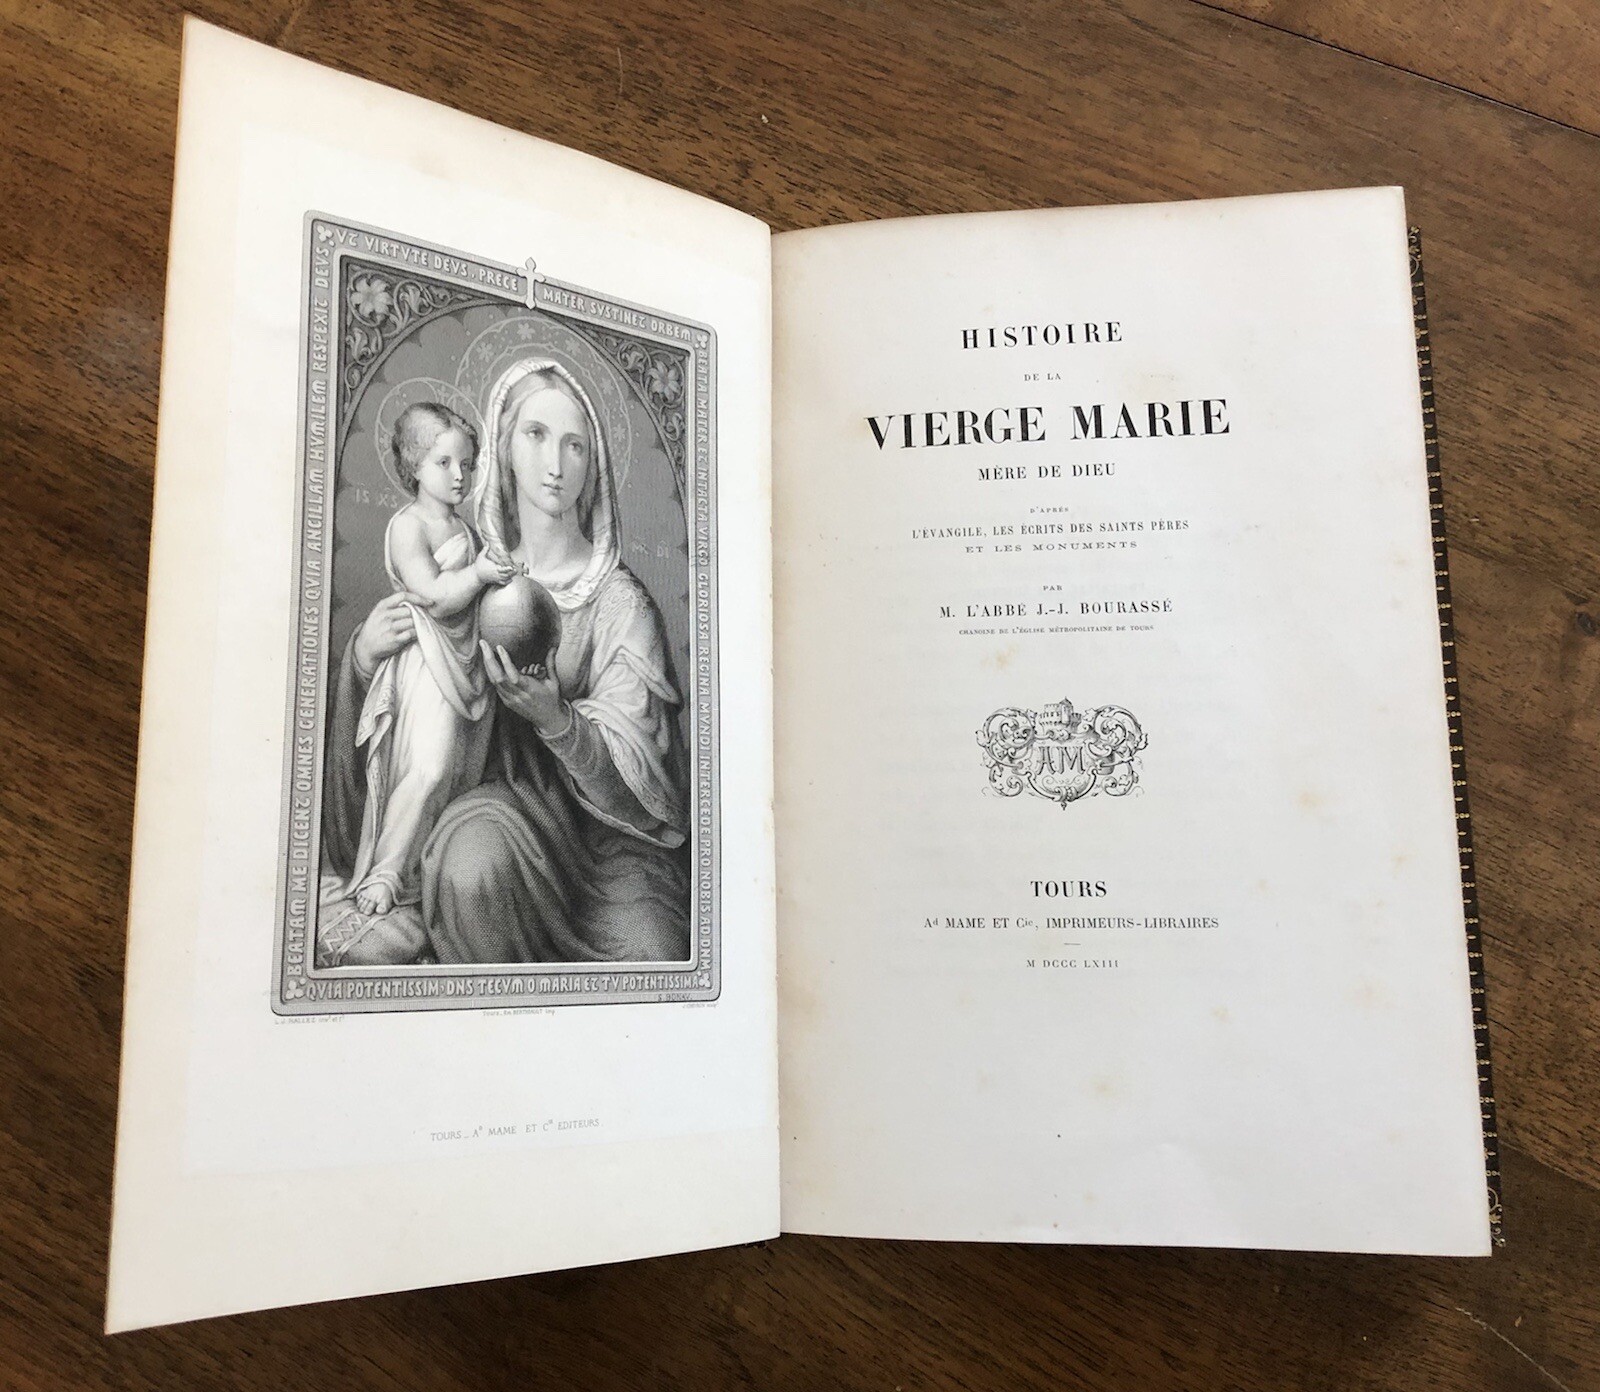 VT VIRTVTE DEVS. PRECE MATER SVSTINET ORBEM
BEATAM ME DICENT OMNES GENERATIONES QVIA ANCILLAM HVMILEM RESPEXIT DEVS
BEATA MATER ET INTACTA VIRGO GLORIOSA REGINA MVNDI INTERCEDE PRO NOBIS AD DNM
IS XS
DI
QVIA POTENTISSIM' DNS TECVM O MARIA ET TV POTENTISSIMA
S BONAV.
L. J. HALLEZ
TOURS _ Ad MAME ET Cie EDITEURS.
HISTOIRE
DE LA
VIERGE MARIE
MÈRE DE DIEU
D'APRÈS
L'ÉVANGILE, LES ÉCRITS DES SAINTS PÈRES
ET LES MONUMENTS
PAR
M. L'ABBÉ J.-J. BOURASSÉ
CHANOINE DE L'ÉGLISE MÉTROPOLITAINE DE TOURS
AM
TOURS
Ad MAME ET Cie, IMPRIMEURS-LIBRAIRES
M DCCC LXIII